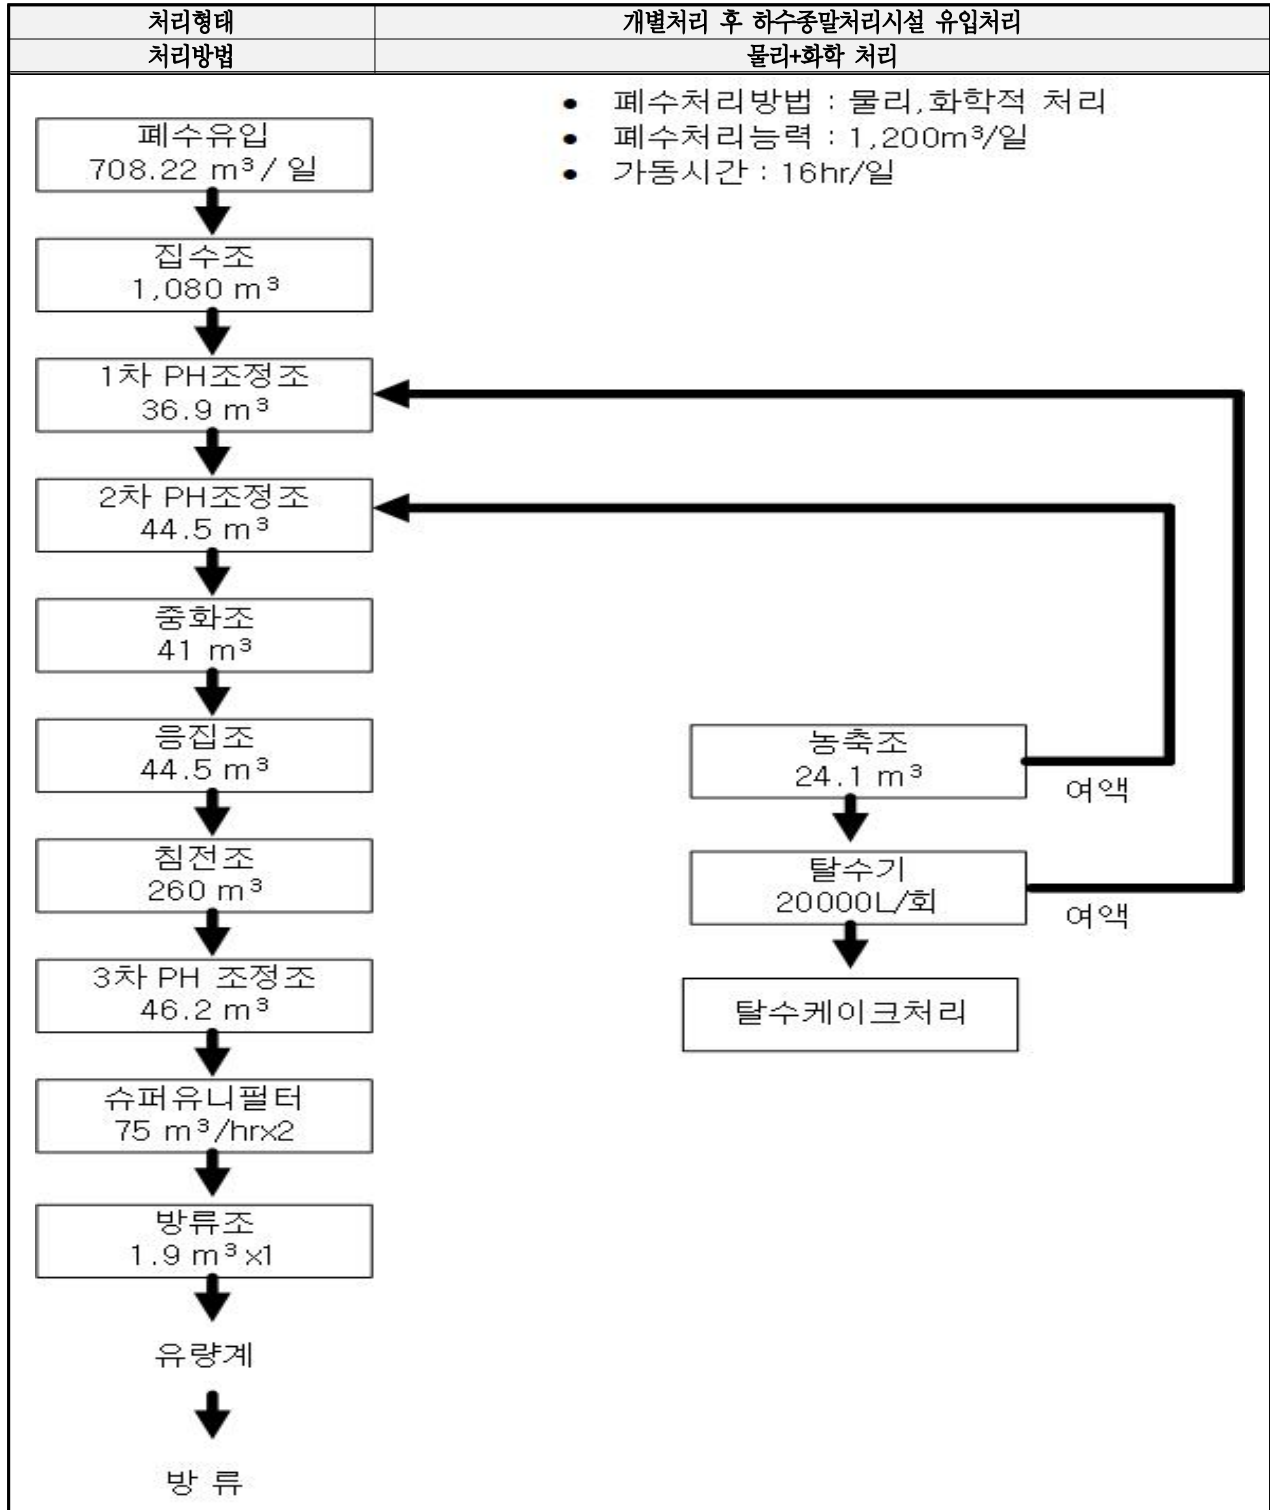 처리형태 개별처리 후 하수종말처리시설 유입처리
처리방법 물리+화학 처리
• 폐수처리방법 : 물리,화학적 처리
• 폐수처리능력 : 1,200m³/일
• 가동시간 : 16hr/일
폐수유입
708.22 m³/ 일
집수조
1,080 m³
1차 PH조정조
36.9 m³
2차 PH조정조
44.5 m³
중화조
41 m³
응집조
44.5 m³
침전조
260 m³
3차 PH 조정조
46.2 m³
슈퍼유니펄터
75 m³/hrx2
방류조
1.9 m³x1
유량계
방 류
농축조
24.1 m³
여액
탈수기
20000L/회
여액
탈수케이크처리